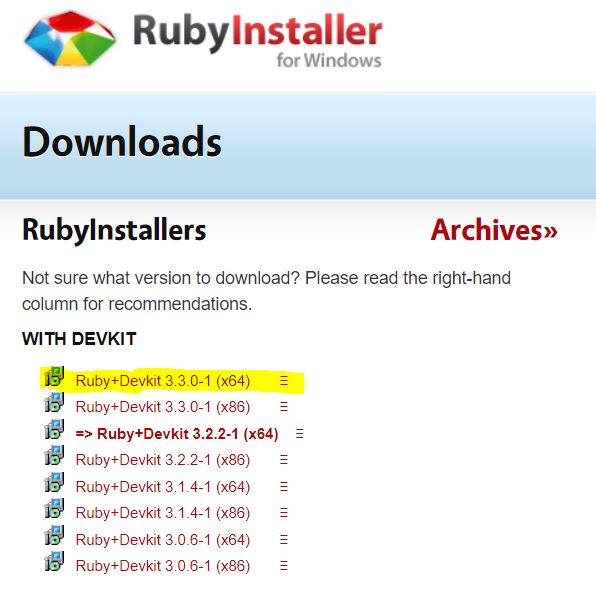 RubyInstaller
for Windows
Downloads
RubyInstallers Archives»
Not sure what version to download? Please read the right-hand
column for recommendations.
WITH DEVKIT
Ruby+Devkit 3.3.0-1 (x64)
Ruby+Devkit 3.3.0-1 (x86)
=> Ruby+Devkit 3.2.2-1 (x64)
Ruby+Devkit 3.2.2-1 (x86)
Ruby+Devkit 3.1.4-1 (x64)
Ruby+Devkit 3.1.4-1 (x86)
Ruby+Devkit 3.0.6-1 (x64)
Ruby+Devkit 3.0.6-1 (x86)